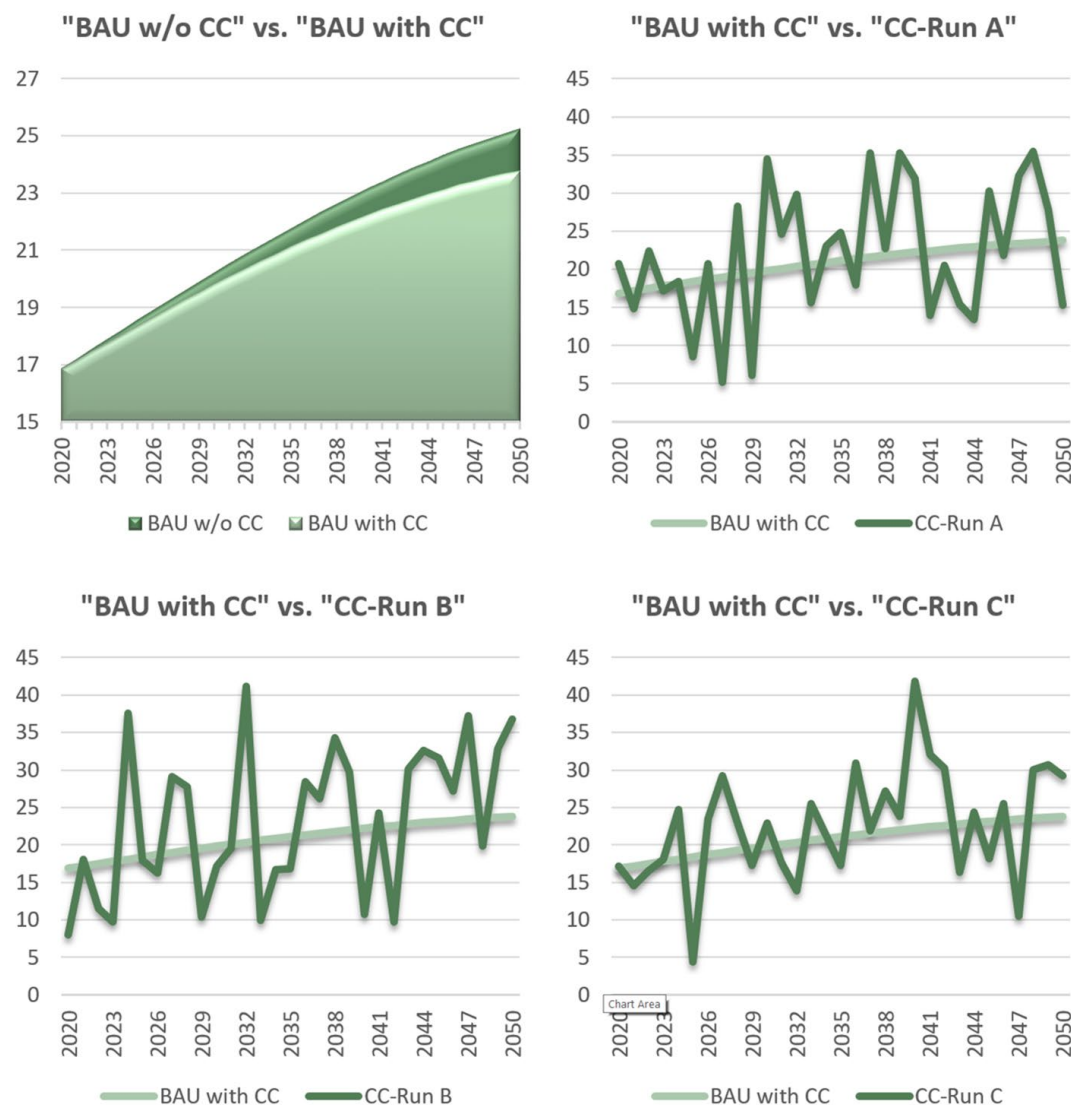 "BAU w/o CC" vs. "BAU with CC"
27
25
23
21
19
17
15
2020 2023 2026 2029 2032 2035 2038 2041 2044 2047 2050
BAU w/o CC BAU with CC
"BAU with CC" vs. "CC-Run A"
45
40
35
30
25
20
15
10
5
0
2020 2023 2026 2029 2032 2035 2038 2041 2044 2047 2050
BAU with CC CC-Run A
"BAU with CC" vs. "CC-Run B"
45
40
35
30
25
20
15
10
5
0
2020 2023 2026 2029 2032 2035 2038 2041 2044 2047 2050
BAU with CC CC-Run B
"BAU with CC" vs. "CC-Run C"
45
40
35
30
25
20
15
10
5
0
Chart Area
2020 2023 2026 2029 2032 2035 2038 2041 2044 2047 2050
BAU with CC CC-Run C